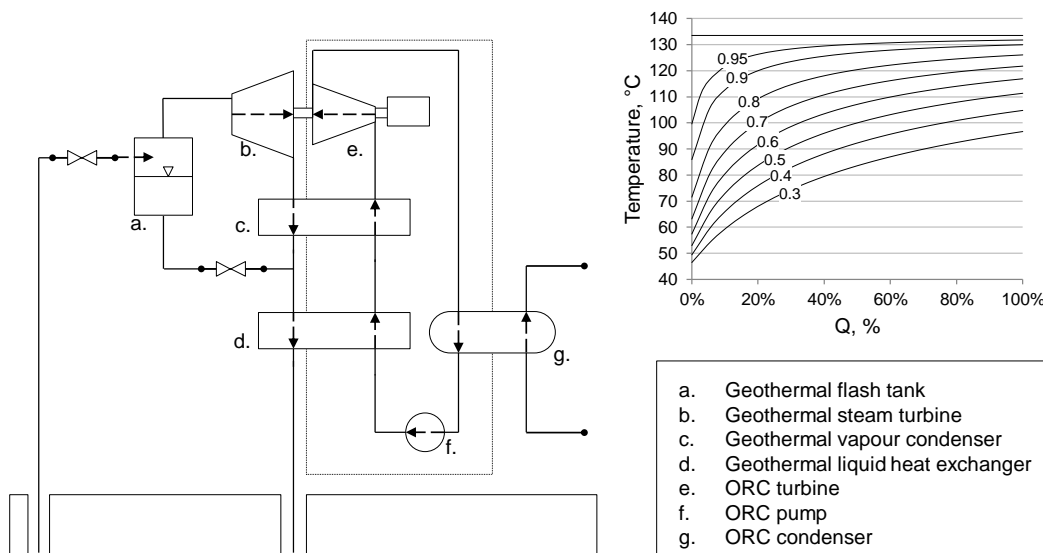 a.
b.
c.
d.
e.
f.
g.
Temperature, °C
140
130
120
110
100
90
80
70
60
50
40
0.95
0.9
0.8
0.7
0.6
0.5
0.4
0.3
0% 20% 40% 60% 80% 100%
Q, %
a. Geothermal flash tank
b. Geothermal steam turbine
c. Geothermal vapour condenser
d. Geothermal liquid heat exchanger
e. ORC turbine
f. ORC pump
g. ORC condenser